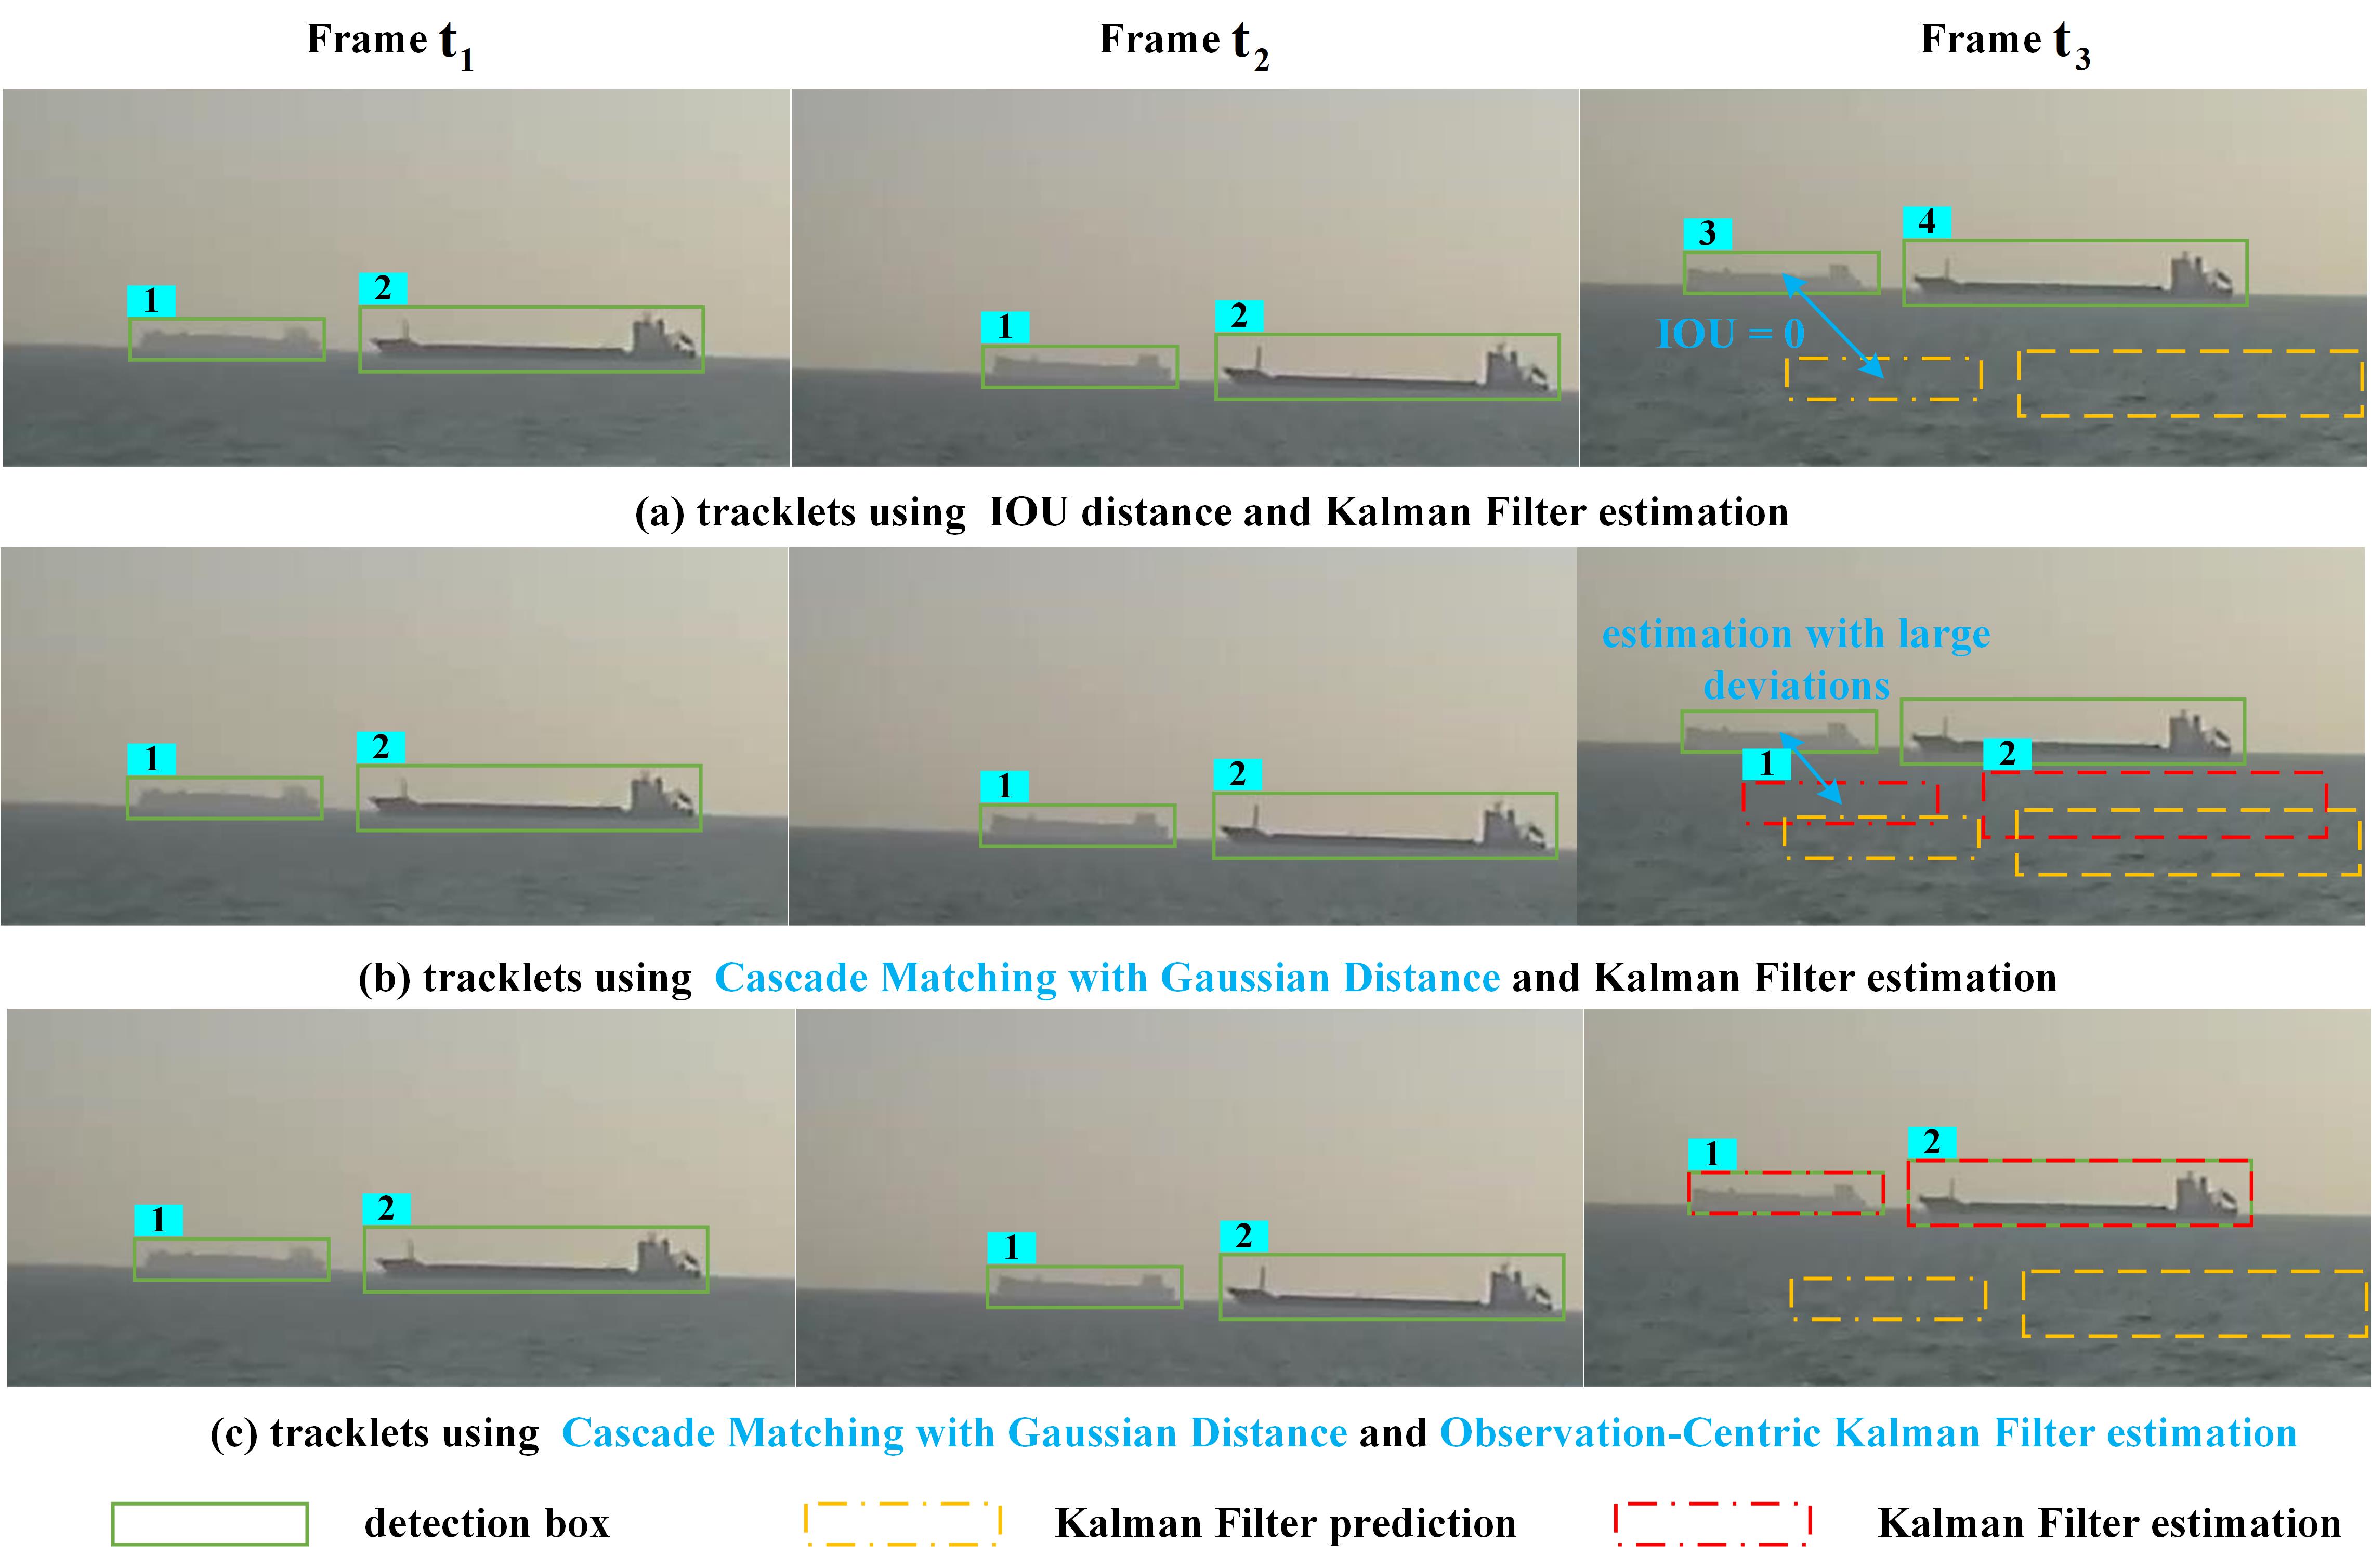 Frame t1 Frame t2 Frame t3
1 2 1 2 3 4
IOU = 0
(a) tracklets using IOU distance and Kalman Filter estimation
estimation with large
deviations
1 2 1 2 1 2
(b) tracklets using Cascade Matching with Gaussian Distance and Kalman Filter estimation
1 2 1 2 1 2
(c) tracklets using Cascade Matching with Gaussian Distance and Observation-Centric Kalman Filter estimation
detection box Kalman Filter prediction Kalman Filter estimation